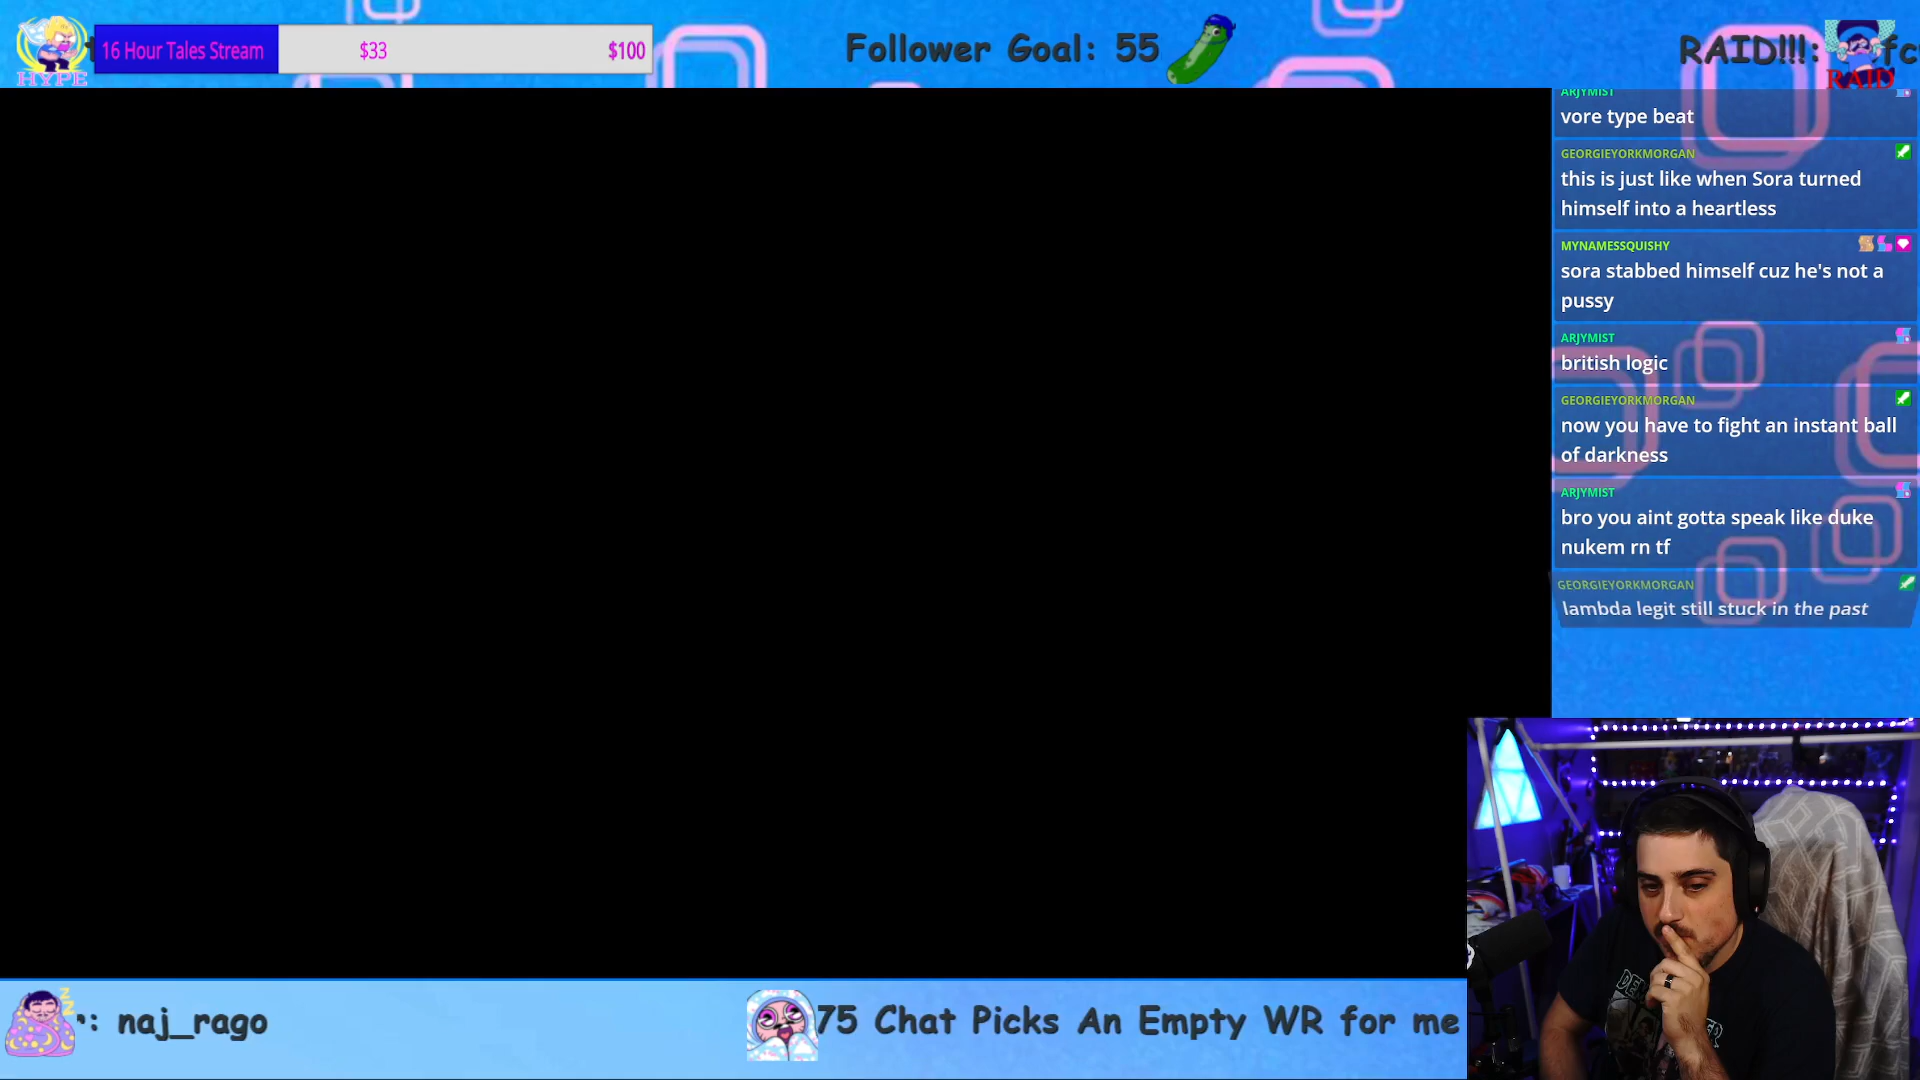 16 Hour Tales Stream $33 $100
HYPE
Follower Goal: 55
RAID!!!:
RAID
ARJYMIST
vore type beat
GEORGIEYORKMORGAN
this is just like when Sora turned
himself into a heartless
MYNAMESSQUISHY
sora stabbed himself cuz he's not a
pussy
ARJYMIST
british logic
GEORGIEYORKMORGAN
now you have to fight an instant ball
of darkness
ARJYMIST
bro you aint gotta speak like duke
nukem rn tf
GEORGIEYORKMORGAN
lambda legit still stuck in the past
: naj_rago
75 Chat Picks An Empty WR for me